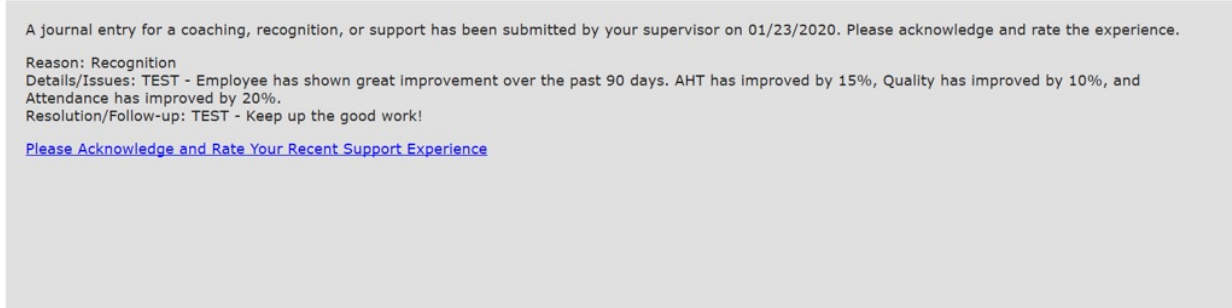 A journal entry for a coaching, recognition, or support has been submitted by your supervisor on 01/23/2020. Please acknowledge and rate the experience.
Reason: Recognition
Details/Issues: TEST - Employee has shown great improvement over the past 90 days. AHT has improved by 15%, Quality has improved by 10%, and
Attendance has improved by 20%.
Resolution/Follow-up: TEST - Keep up the good work!
Please Acknowledge and Rate Your Recent Support Experience